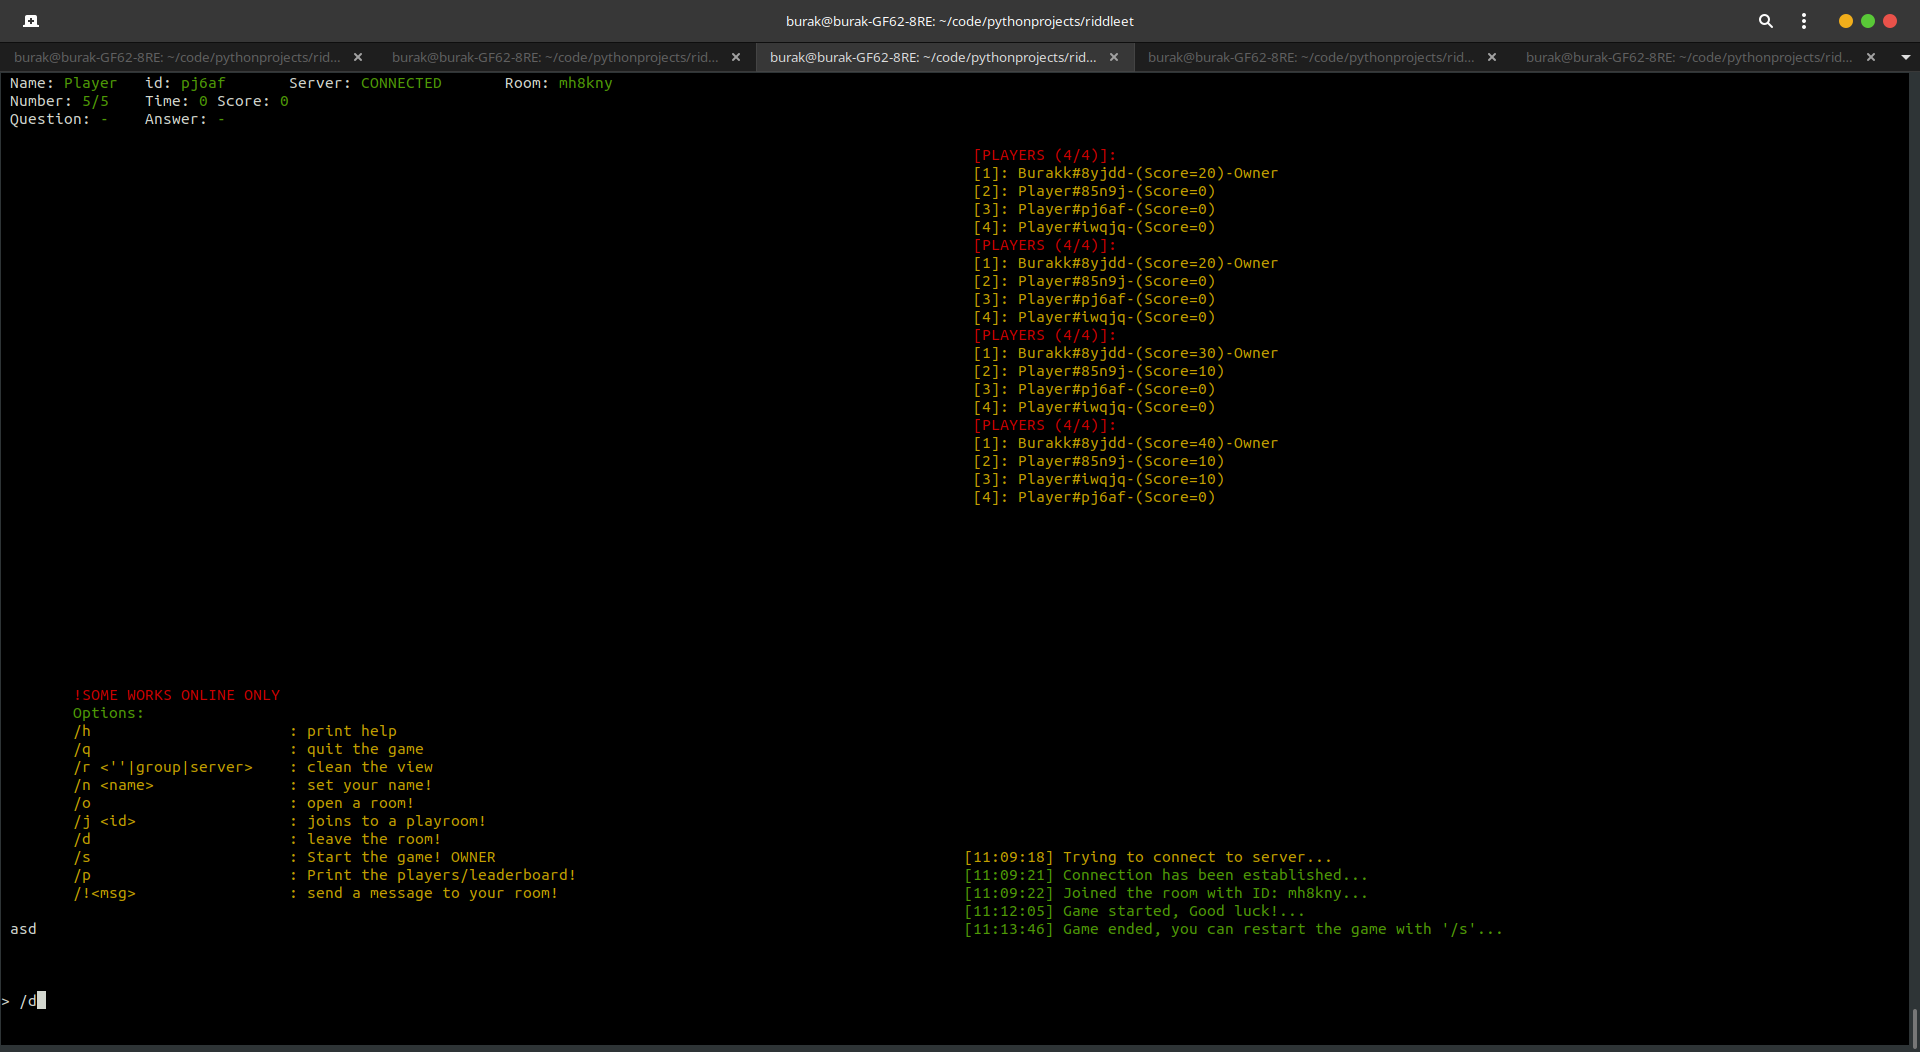 burak@burak-GF62-8RE: ~/code/pythonprojects/riddleet
burak@burak-GF62-8RE: ~/code/pythonprojects/rid...
burak@burak-GF62-8RE: ~/code/pythonprojects/rid...
burak@burak-GF62-8RE: ~/code/pythonprojects/rid...
burak@burak-GF62-8RE: ~/code/pythonprojects/rid...
burak@burak-GF62-8RE: ~/code/pythonprojects/rid...
Name: Player id: pj6af Server: CONNECTED Room: mh8kny
Number: 5/5 Time: 0 Score: 0
Question: - Answer: -
[PLAYERS (4/4)]:
[1]: Burakk#8yjdd-(Score=20)-Owner
[2]: Player#85n9j-(Score=0)
[3]: Player#pj6af-(Score=0)
[4]: Player#iwqjq-(Score=0)
[PLAYERS (4/4)]:
[1]: Burakk#8yjdd-(Score=20)-Owner
[2]: Player#85n9j-(Score=0)
[3]: Player#pj6af-(Score=0)
[4]: Player#iwqjq-(Score=0)
[PLAYERS (4/4)]:
[1]: Burakk#8yjdd-(Score=30)-Owner
[2]: Player#85n9j-(Score=10)
[3]: Player#pj6af-(Score=0)
[4]: Player#iwqjq-(Score=0)
[PLAYERS (4/4)]:
[1]: Burakk#8yjdd-(Score=40)-Owner
[2]: Player#85n9j-(Score=10)
[3]: Player#iwqjq-(Score=10)
[4]: Player#pj6af-(Score=0)
!SOME WORKS ONLINE ONLY
Options:
/h : print help
/q : quit the game
/r <''|group|server> : clean the view
/n <name> : set your name!
/o : open a room!
/j <id> : joins to a playroom!
/d : leave the room!
/s : Start the game! OWNER
/p : Print the players/leaderboard!
/!<msg> : send a message to your room!
[11:09:18] Trying to connect to server...
[11:09:21] Connection has been established...
[11:09:22] Joined the room with ID: mh8kny...
[11:12:05] Game started, Good luck!...
[11:13:46] Game ended, you can restart the game with '/s'...
asd
> /d